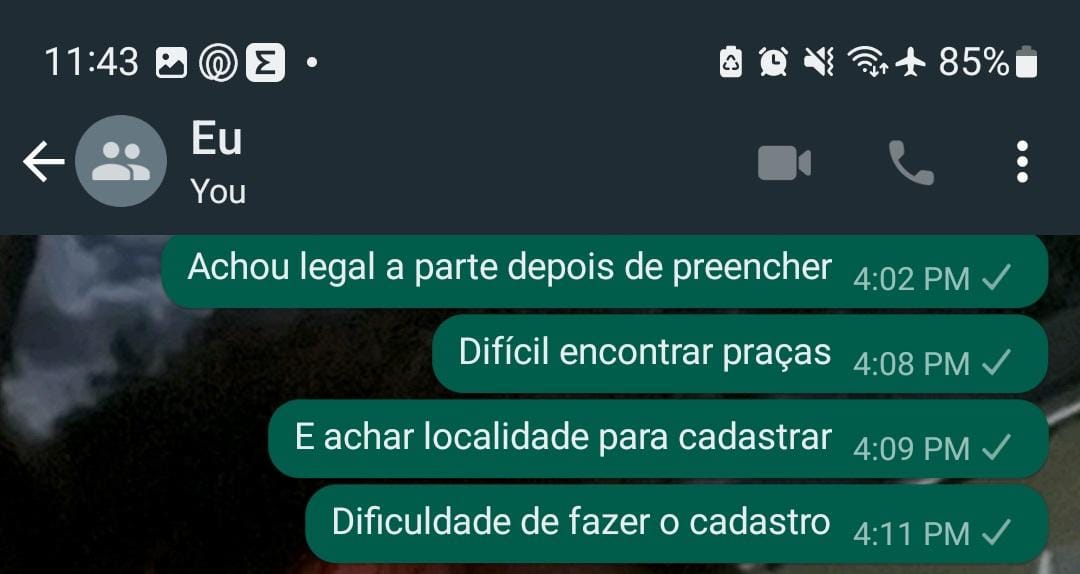 11:43
85%
Eu
You
Achou legal a parte depois de preencher 4:02 PM
Difícil encontrar praças 4:08 PM
E achar localidade para cadastrar 4:09 PM
Dificuldade de fazer o cadastro 4:11 PM